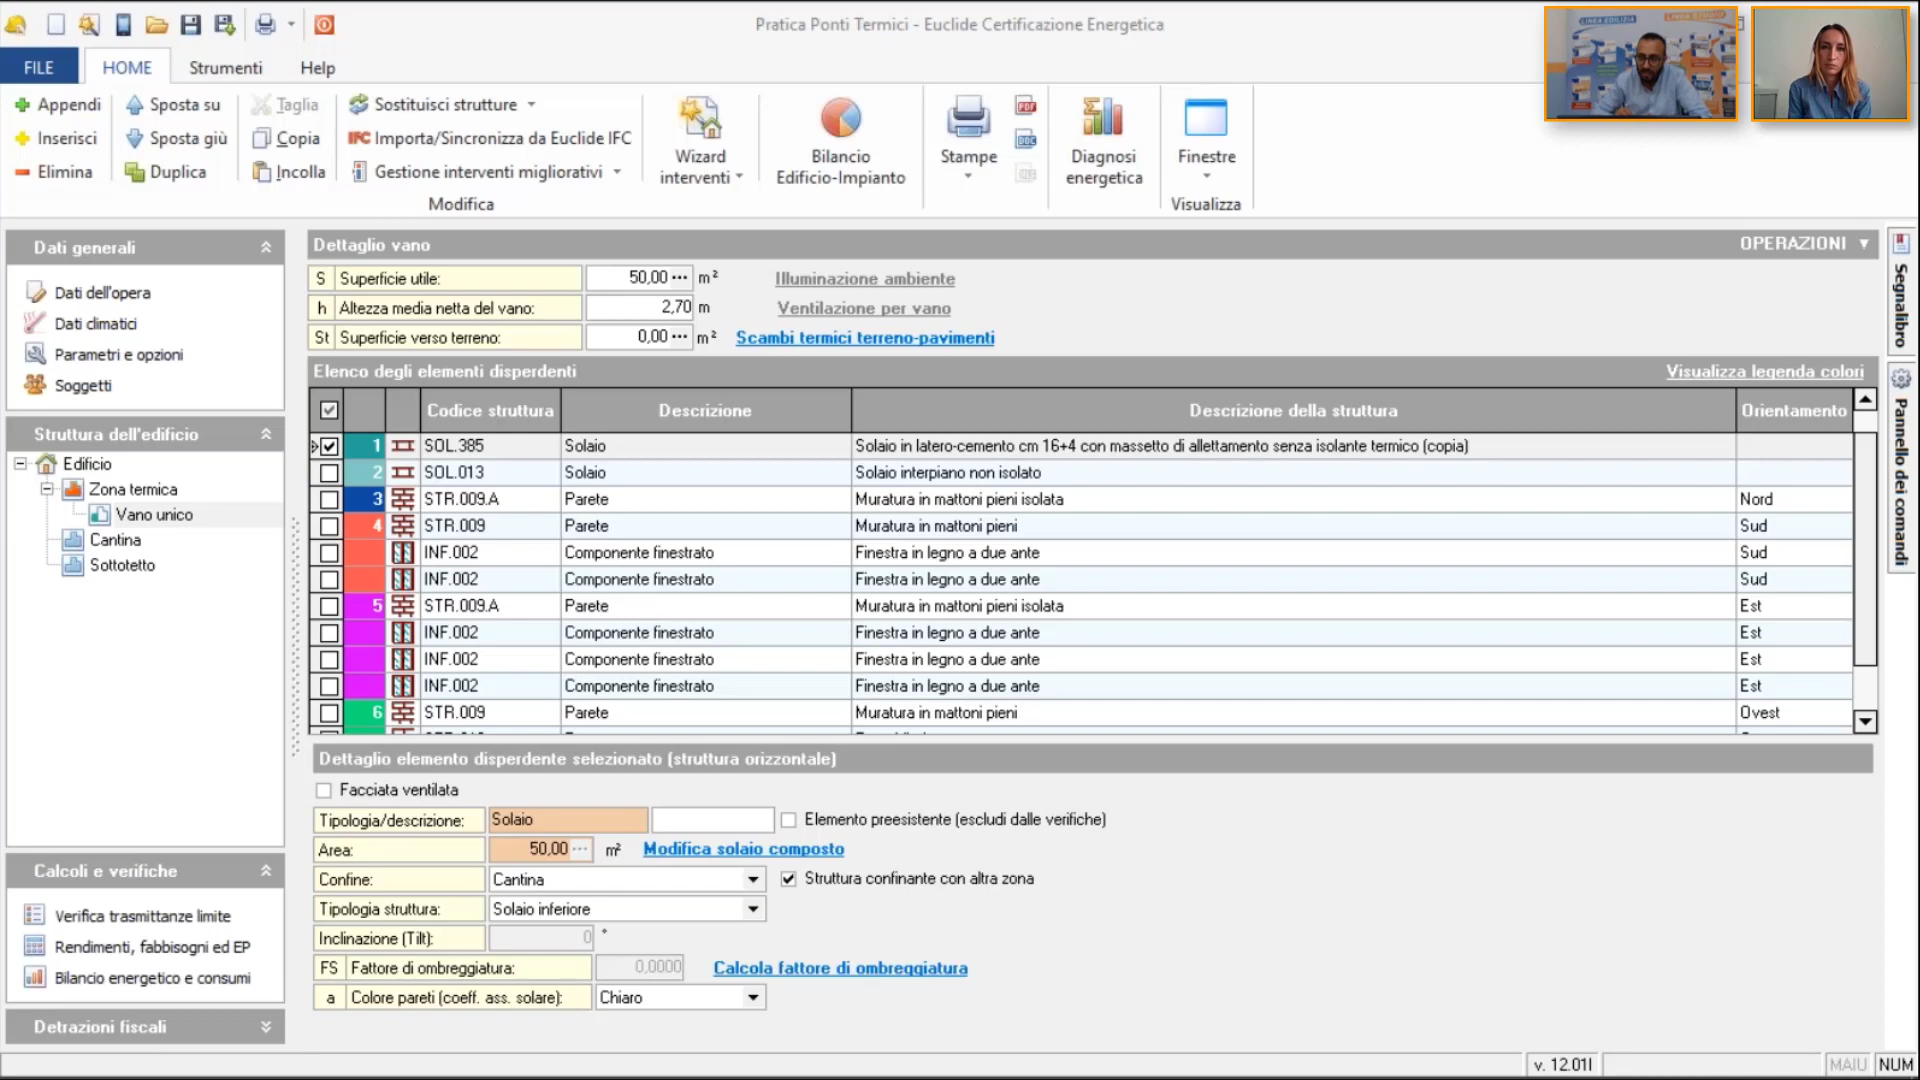 Pratica Ponti Termici - Euclide Certificazione Energetica
LINEA EDILIZIA
FILE HOME Strumenti Help
Appendi Sposta su Taglia Sostituisci strutture
Inserisci Sposta giù Copia IFC Importa/Sincronizza da Euclide IFC
Elimina Duplica Incolla Gestione interventi migliorativi
Modifica
Wizard interventi
Bilancio Edificio-Impianto
Stampe
PDF
DOC
Diagnosi energetica
Finestre
Visualizza
Dati generali
Dati dell'opera
Dati climatici
Parametri e opzioni
Soggetti
Struttura dell'edificio
Edificio
Zona termica
Vano unico
Cantina
Sottotetto
Calcoli e verifiche
Verifica trasmittanze limite
Rendimenti, fabbisogni ed EP
Bilancio energetico e consumi
Detrazioni fiscali
Dettaglio vano OPERAZIONI
S Superficie utile: 50,00 m² Illuminazione ambiente
h Altezza media netta del vano: 2,70 m Ventilazione per vano
St Superficie verso terreno: 0,00 m² Scambi termici terreno-pavimenti
Elenco degli elementi disperdenti Visualizza legenda colori
Codice struttura Descrizione Descrizione della struttura Orientamento
1 SOL.385 Solaio Solaio in latero-cemento cm 16+4 con massetto di allettamento senza isolante termico (copia)
2 SOL.013 Solaio Solaio interpiano non isolato
3 STR.009.A Parete Muratura in mattoni pieni isolata Nord
4 STR.009 Parete Muratura in mattoni pieni Sud
INF.002 Componente finestrato Finestra in legno a due ante Sud
INF.002 Componente finestrato Finestra in legno a due ante Sud
5 STR.009.A Parete Muratura in mattoni pieni isolata Est
INF.002 Componente finestrato Finestra in legno a due ante Est
INF.002 Componente finestrato Finestra in legno a due ante Est
INF.002 Componente finestrato Finestra in legno a due ante Est
6 STR.009 Parete Muratura in mattoni pieni Ovest
Dettaglio elemento disperdente selezionato (struttura orizzontale)
Facciata ventilata
Tipologia/descrizione: Solaio Elemento preesistente (escludi dalle verifiche)
Area: 50,00 m² Modifica solaio composto
Confine: Cantina Struttura confinante con altra zona
Tipologia struttura: Solaio inferiore
Inclinazione (Tilt): 0 °
FS Fattore di ombreggiatura: 0,0000 Calcola fattore di ombreggiatura
a Colore pareti (coeff. ass. solare): Chiaro
Segnalibro
Pannello dei comandi
v. 12.01l MAIU NUM